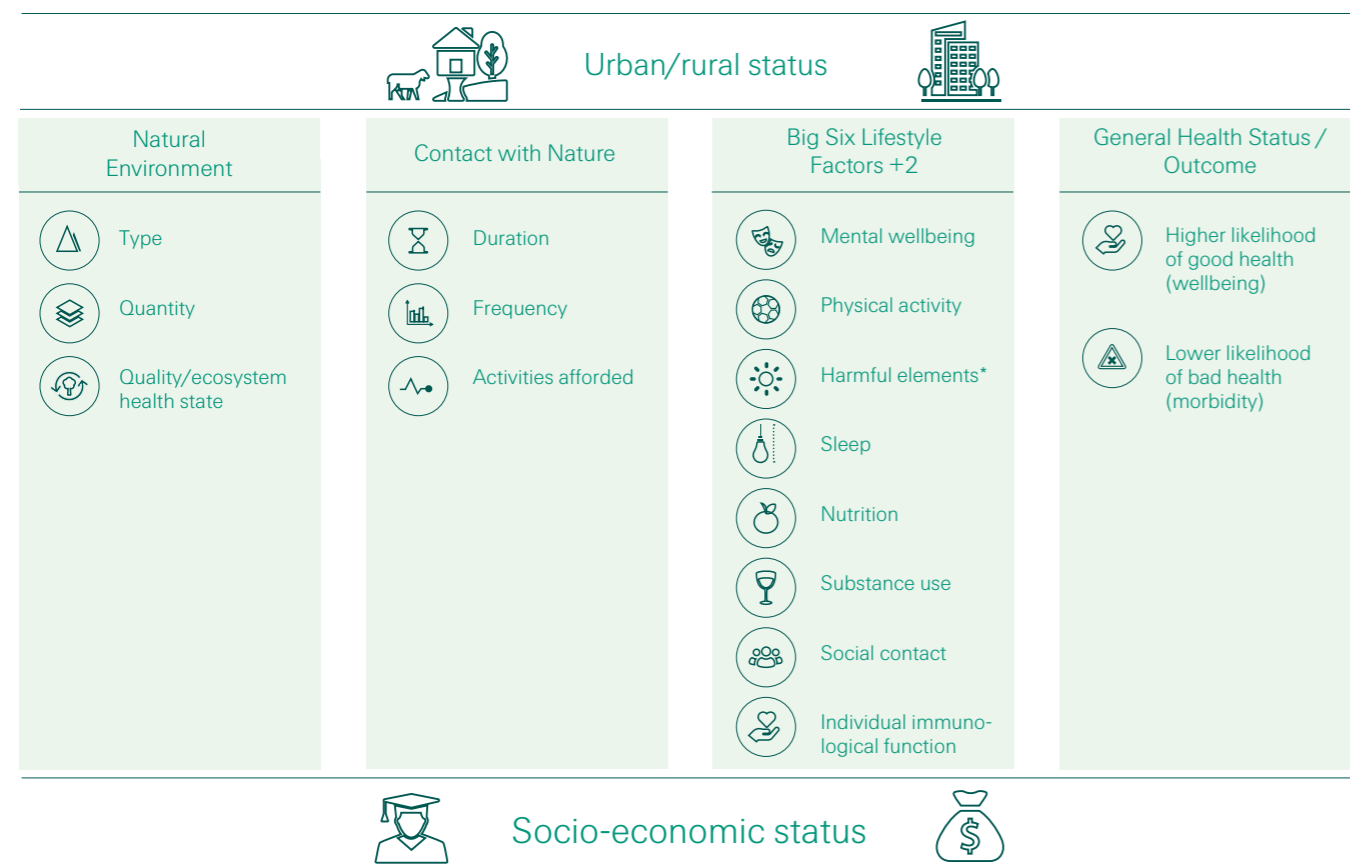 Urban/rural status
Natural
Environment
Type
Quantity
Quality/ecosystem
health state
Contact with Nature
Duration
Frequency
Activities afforded
Big Six Lifestyle
Factors +2
Mental wellbeing
Physical activity
Harmful elements*
Sleep
Nutrition
Substance use
Social contact
Individual immuno-
logical function
General Health Status /
Outcome
Higher likelihood
of good health
(wellbeing)
Lower likelihood
of bad health
(morbidity)
Socio-economic status
$